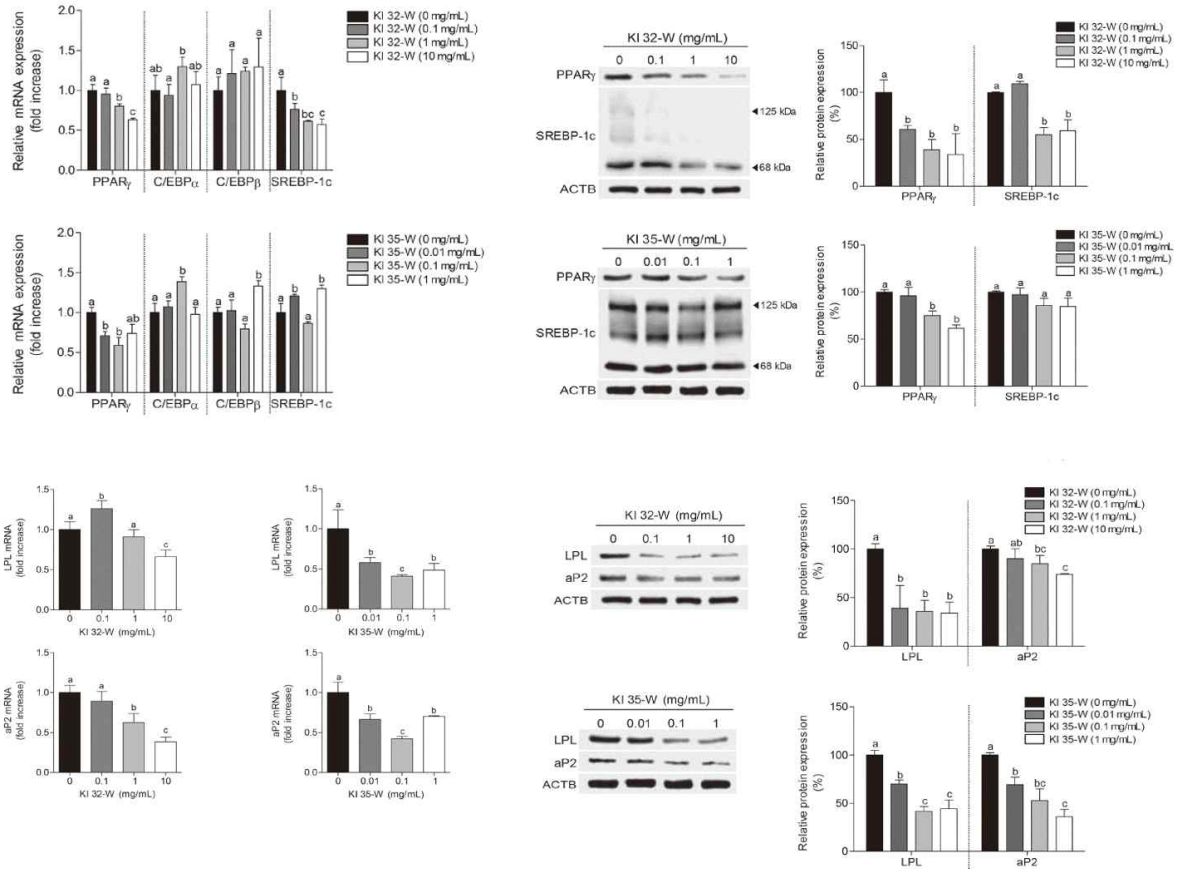 Relative mRNA expression
(fold increase)
2.0
1.5
1.0
0.5
0.0
a
a
b
c
ab
a
b
ab
a
a
a
a
a
b
bc
c
PPARγ
C/EBPα
C/EBPβ
SREBP-1c
KI 32-W (0 mg/mL)
KI 32-W (0.1 mg/mL)
KI 32-W (1 mg/mL)
KI 32-W (10 mg/mL)
KI 32-W (mg/mL)
0 0.1 1 10
PPARγ
125 kDa
SREBP-1c
68 kDa
ACTB
Relative protein expression
(%)
150
100
50
0
a
b
b
b
a
a
b
b
PPARγ
SREBP-1c
KI 32-W (0 mg/mL)
KI 32-W (0.1 mg/mL)
KI 32-W (1 mg/mL)
KI 32-W (10 mg/mL)
Relative mRNA expression
(fold increase)
2.0
1.5
1.0
0.5
0.0
a
b
b
ab
a
a
b
a
a
a
a
b
a
b
a
b
PPARγ
C/EBPα
C/EBPβ
SREBP-1c
KI 35-W (0 mg/mL)
KI 35-W (0.01 mg/mL)
KI 35-W (0.1 mg/mL)
KI 35-W (1 mg/mL)
KI 35-W (mg/mL)
0 0.01 0.1 1
PPARγ
125 kDa
SREBP-1c
68 kDa
ACTB
Relative protein expression
(%)
150
100
50
0
a
a
b
b
a
a
a
a
PPARγ
SREBP-1c
KI 35-W (0 mg/mL)
KI 35-W (0.01 mg/mL)
KI 35-W (0.1 mg/mL)
KI 35-W (1 mg/mL)
LPL mRNA
(fold increase)
1.5
1.0
0.5
0.0
a
b
a
c
0 0.1 1 10
KI 32-W (mg/mL)
LPL mRNA
(fold increase)
1.5
1.0
0.5
0.0
a
b
c
b
0 0.01 0.1 1
KI 35-W (mg/mL)
KI 32-W (mg/mL)
0 0.1 1 10
LPL
aP2
ACTB
Relative protein expression
(%)
150
100
50
0
a
b
b
b
a
ab
bc
c
LPL
aP2
KI 32-W (0 mg/mL)
KI 32-W (0.1 mg/mL)
KI 32-W (1 mg/mL)
KI 32-W (10 mg/mL)
aP2 mRNA
(fold increase)
1.5
1.0
0.5
0.0
a
a
b
c
0 0.1 1 10
KI 32-W (mg/mL)
aP2 mRNA
(fold increase)
1.5
1.0
0.5
0.0
a
b
c
b
0 0.01 0.1 1
KI 35-W (mg/mL)
KI 35-W (mg/mL)
0 0.01 0.1 1
LPL
aP2
ACTB
Relative protein expression
(%)
150
100
50
0
a
b
c
c
a
b
bc
c
LPL
aP2
KI 35-W (0 mg/mL)
KI 35-W (0.01 mg/mL)
KI 35-W (0.1 mg/mL)
KI 35-W (1 mg/mL)